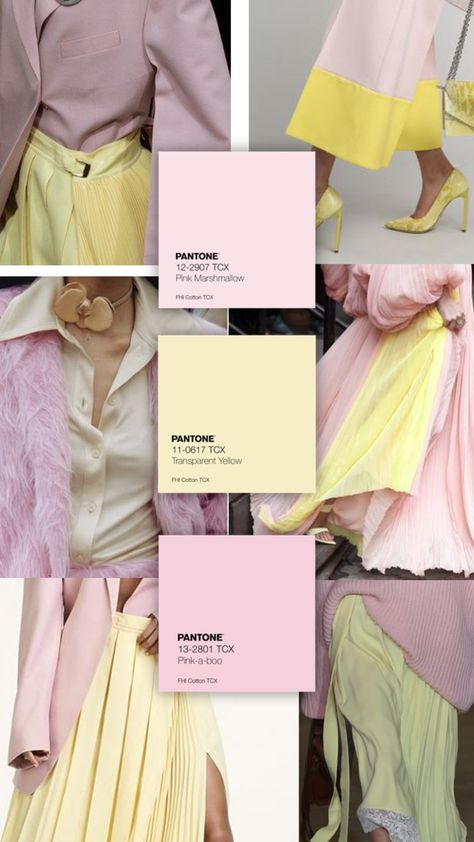 PANTONE®
12-2907 TCX
Pink Marshmallow
FHI Cotton TCX
PANTONE®
11-0617 TCX
Transparent Yellow
FHI Cotton TCX
PANTONE®
13-2801 TCX
Pink-a-boo
FHI Cotton TCX